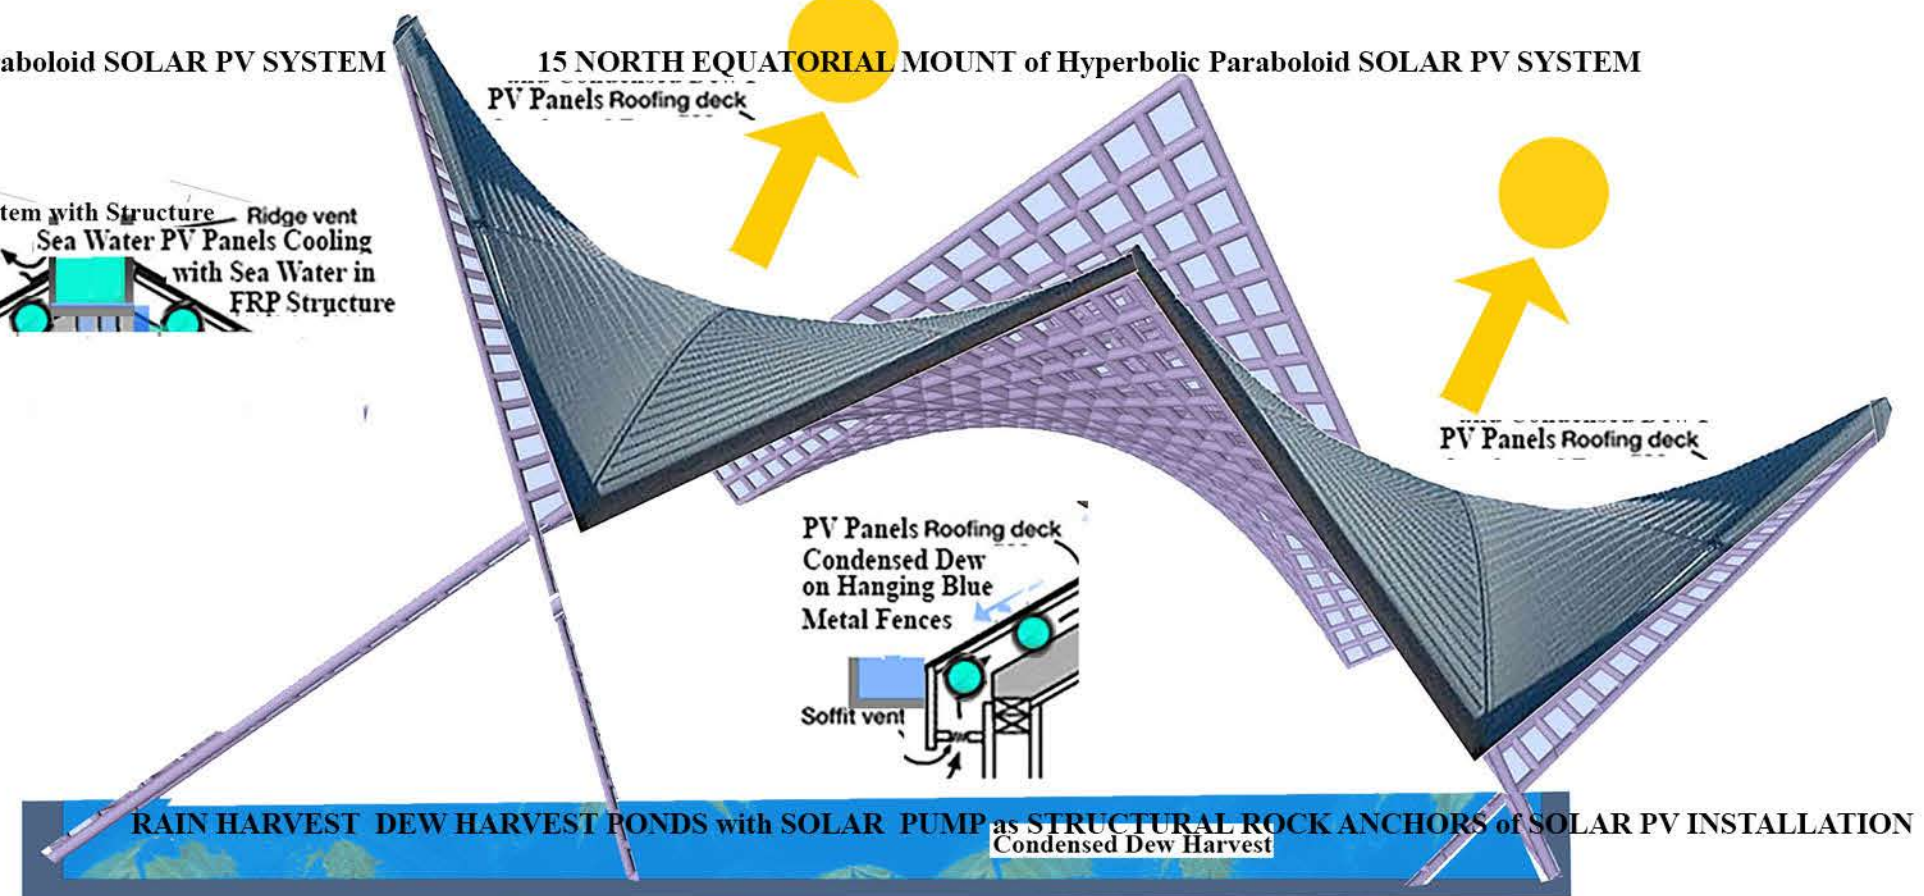 aboloid SOLAR PV SYSTEM
15 NORTH EQUATORIAL MOUNT of Hyperbolic Paraboloid SOLAR PV SYSTEM
PV Panels Roofing deck
tem with Structure
Ridge vent
Sea Water PV Panels Cooling
with Sea Water in
FRP Structure
PV Panels Roofing deck
PV Panels Roofing deck
Condensed Dew
on Hanging Blue
Metal Fences
Soffit vent
RAIN HARVEST DEW HARVEST PONDS with SOLAR PUMP as STRUCTURAL ROCK ANCHORS of SOLAR PV INSTALLATION
Condensed Dew Harvest